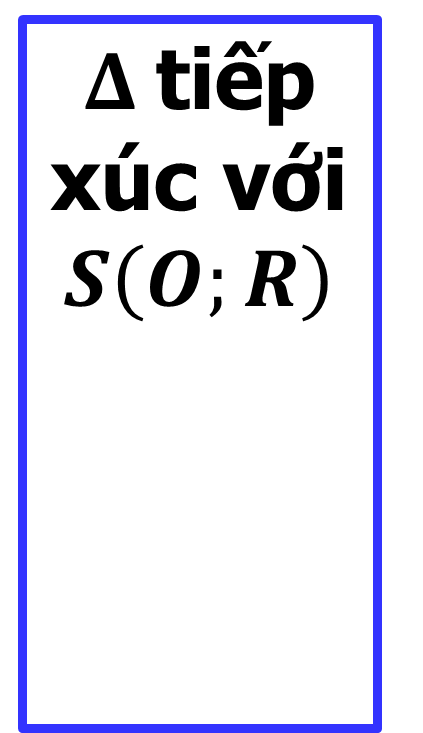 Δ tiếp
xúc với
S(O; R)